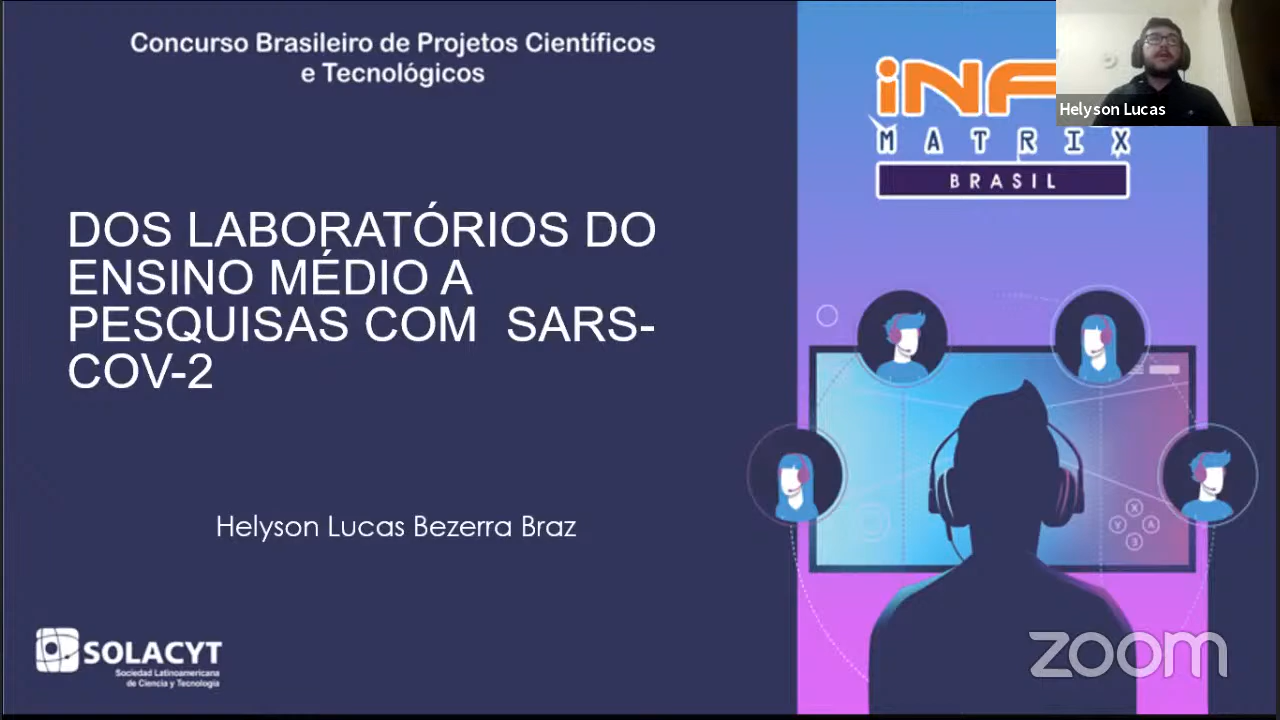 Concurso Brasileiro de Projetos Científicos
e Tecnológicos
DOS LABORATÓRIOS DO
ENSINO MÉDIO A
PESQUISAS COM SARS-
COV-2
Helyson Lucas Bezerra Braz
SOLACYT
Sociedad Latinoamericana
de Ciencia y Tecnología
iNF
MATRIX
BRASIL
Helyson Lucas
X
Y
A
zoom